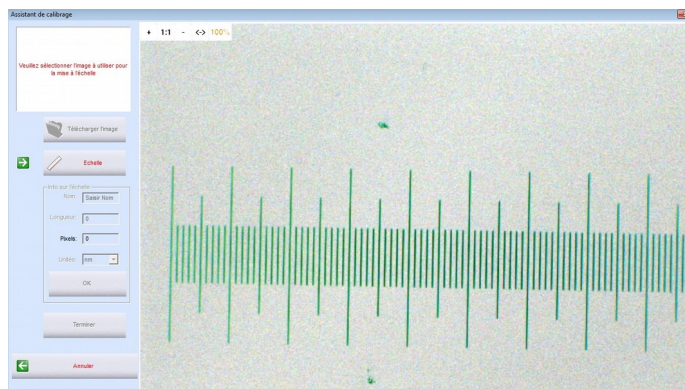 Assistant de calibrage
+ 1:1 - <-> 100%
Veuillez sélectionner l'image à utiliser pour
la mise à l'échelle
Télécharger l'image
Echelle
Info sur l'échelle
Nom: Saisir Nom
Longueur: 0
Pixels: 0
Unités: nm
OK
Terminer
Annuler